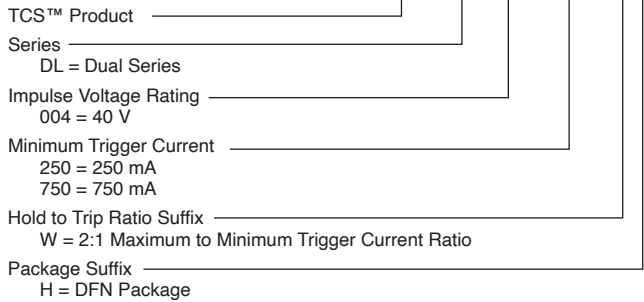 TCS™ Product
Series
DL = Dual Series
Impulse Voltage Rating
004 = 40 V
Minimum Trigger Current
250 = 250 mA
750 = 750 mA
Hold to Trip Ratio Suffix
W = 2:1 Maximum to Minimum Trigger Current Ratio
Package Suffix
H = DFN Package